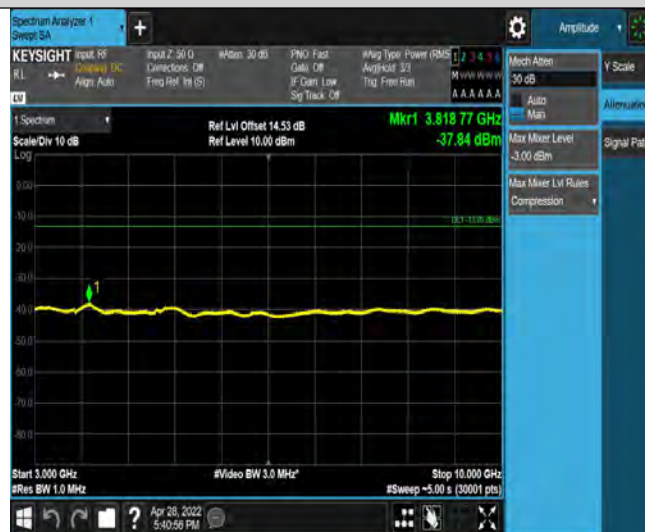 Spectrum Analyzer 1
Swept SA
+
Amplitude
KEYSIGHT Input: RF
RL Coupling: DC
Align: Auto
Input Z: 50 Ω
Corrections: Off
Freq Ref: Int (S)
#Atten: 30 dB
PNO: Fast
Gate: Off
IF Gain: Low
Sig Track: Off
#Avg Type: Power (RMS
Avg|Hold: 3/3
Trig: Free Run
1 2 3 4 5 6
M W W W W W
A A A A A A
LV
1 Spectrum
Scale/Div 10 dB
Log
Ref Lvl Offset 14.53 dB
Ref Level 10.00 dBm
Mkr1 3.818 77 GHz
-37.84 dBm
0.00
-10.0
-20.0
-30.0
-40.0
-50.0
-60.0
-70.0
-80.0
1
Start 3.000 GHz
#Res BW 1.0 MHz
#Video BW 3.0 MHz*
Stop 10.000 GHz
#Sweep ~5.00 s (30001 pts)
Mech Atten
30 dB
Auto
Man
Max Mixer Level
-3.00 dBm
Max Mixer Lvl Rules
Compression
Y Scale
Attenuation
Signal Pat
?
Apr 28, 2022
5:40:56 PM